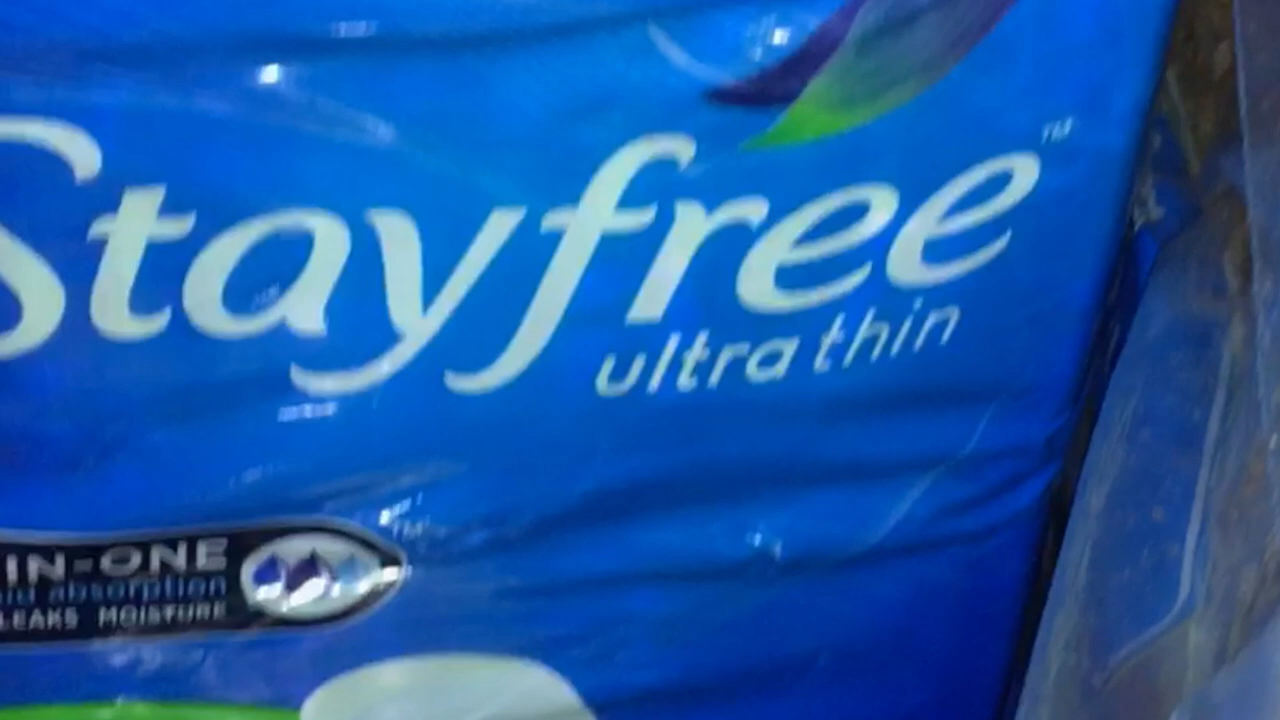 Stayfree™
ultra thin
IN-ONE
absorption
LEAKS MOISTURE